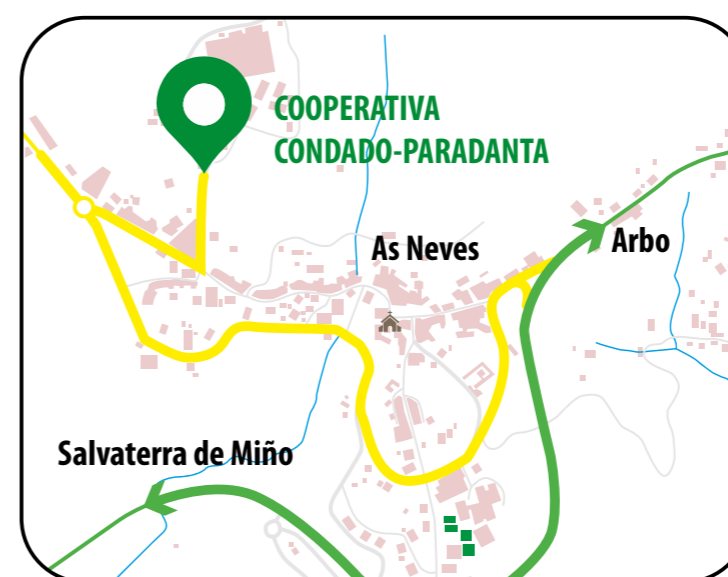 COOPERATIVA
CONDADO-PARADANTA
As Neves
Arbo
Salvaterra de Miño